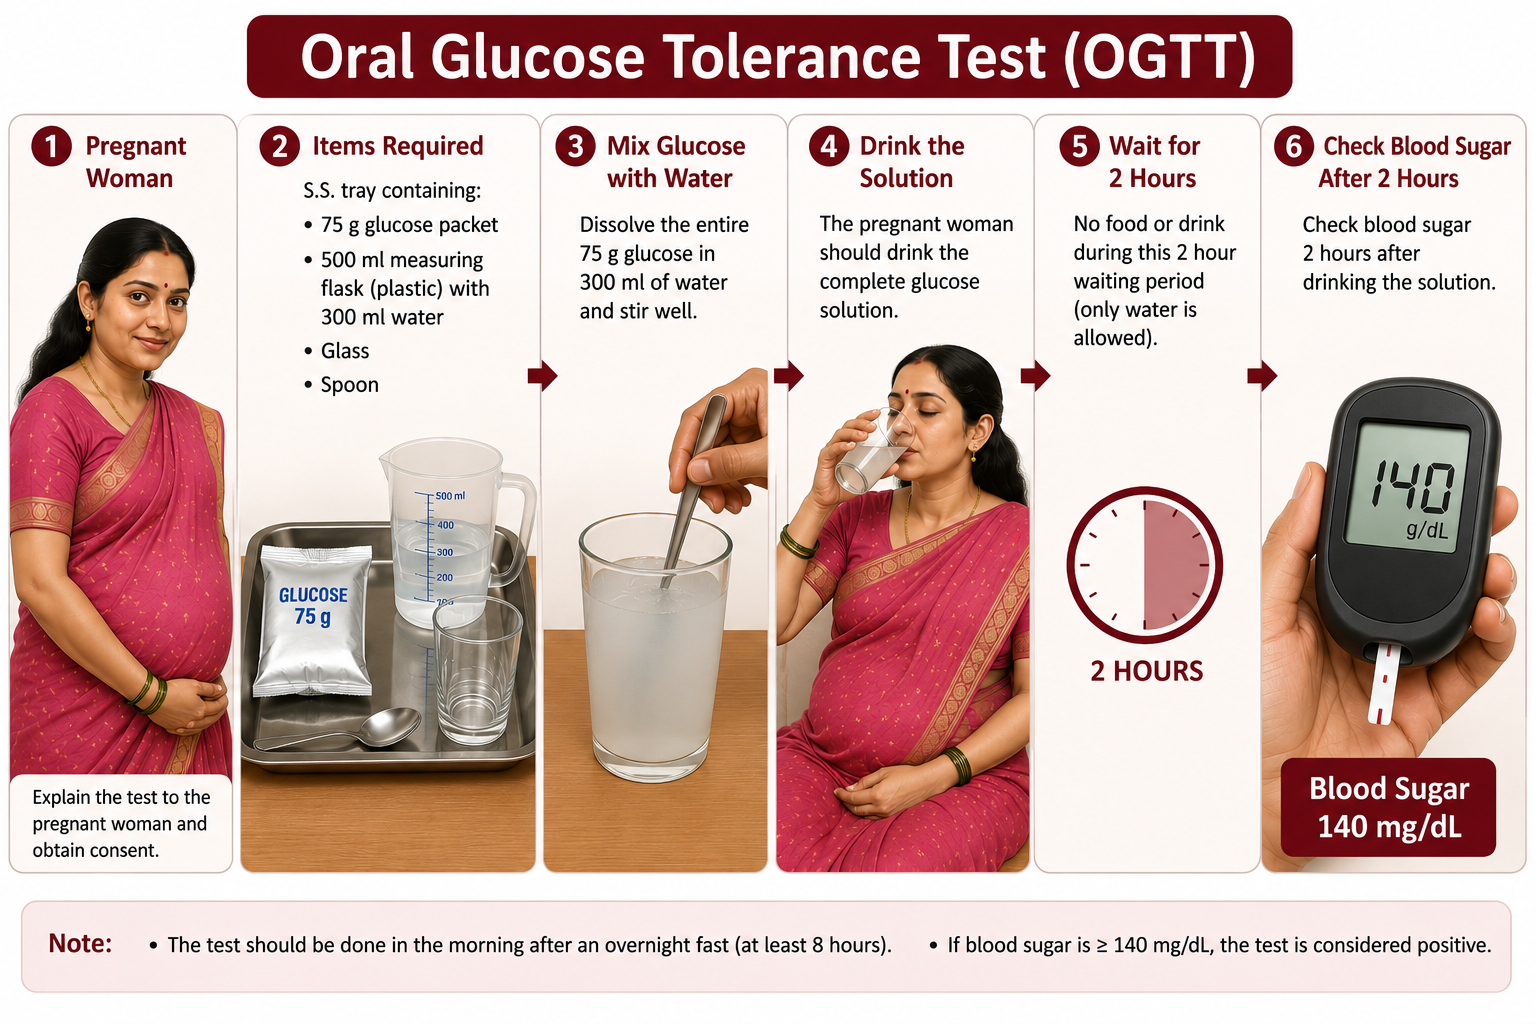 Oral Glucose Tolerance Test (OGTT)
1 Pregnant
Woman
Explain the test to the
pregnant woman and
obtain consent.
2 Items Required
S.S. tray containing:
• 75 g glucose packet
• 500 ml measuring
flask (plastic) with
300 ml water
• Glass
• Spoon
500 ml
400
300
200
GLUCOSE
75 g
3 Mix Glucose
with Water
Dissolve the entire
75 g glucose in
300 ml of water
and stir well.
4 Drink the
Solution
The pregnant woman
should drink the
complete glucose
solution.
5 Wait for
2 Hours
No food or drink
during this 2 hour
waiting period
(only water is
allowed).
2 HOURS
6 Check Blood Sugar
After 2 Hours
Check blood sugar
2 hours after
drinking the solution.
140
g/dL
Blood Sugar
140 mg/dL
Note: • The test should be done in the morning after an overnight fast (at least 8 hours). • If blood sugar is ≥ 140 mg/dL, the test is considered positive.